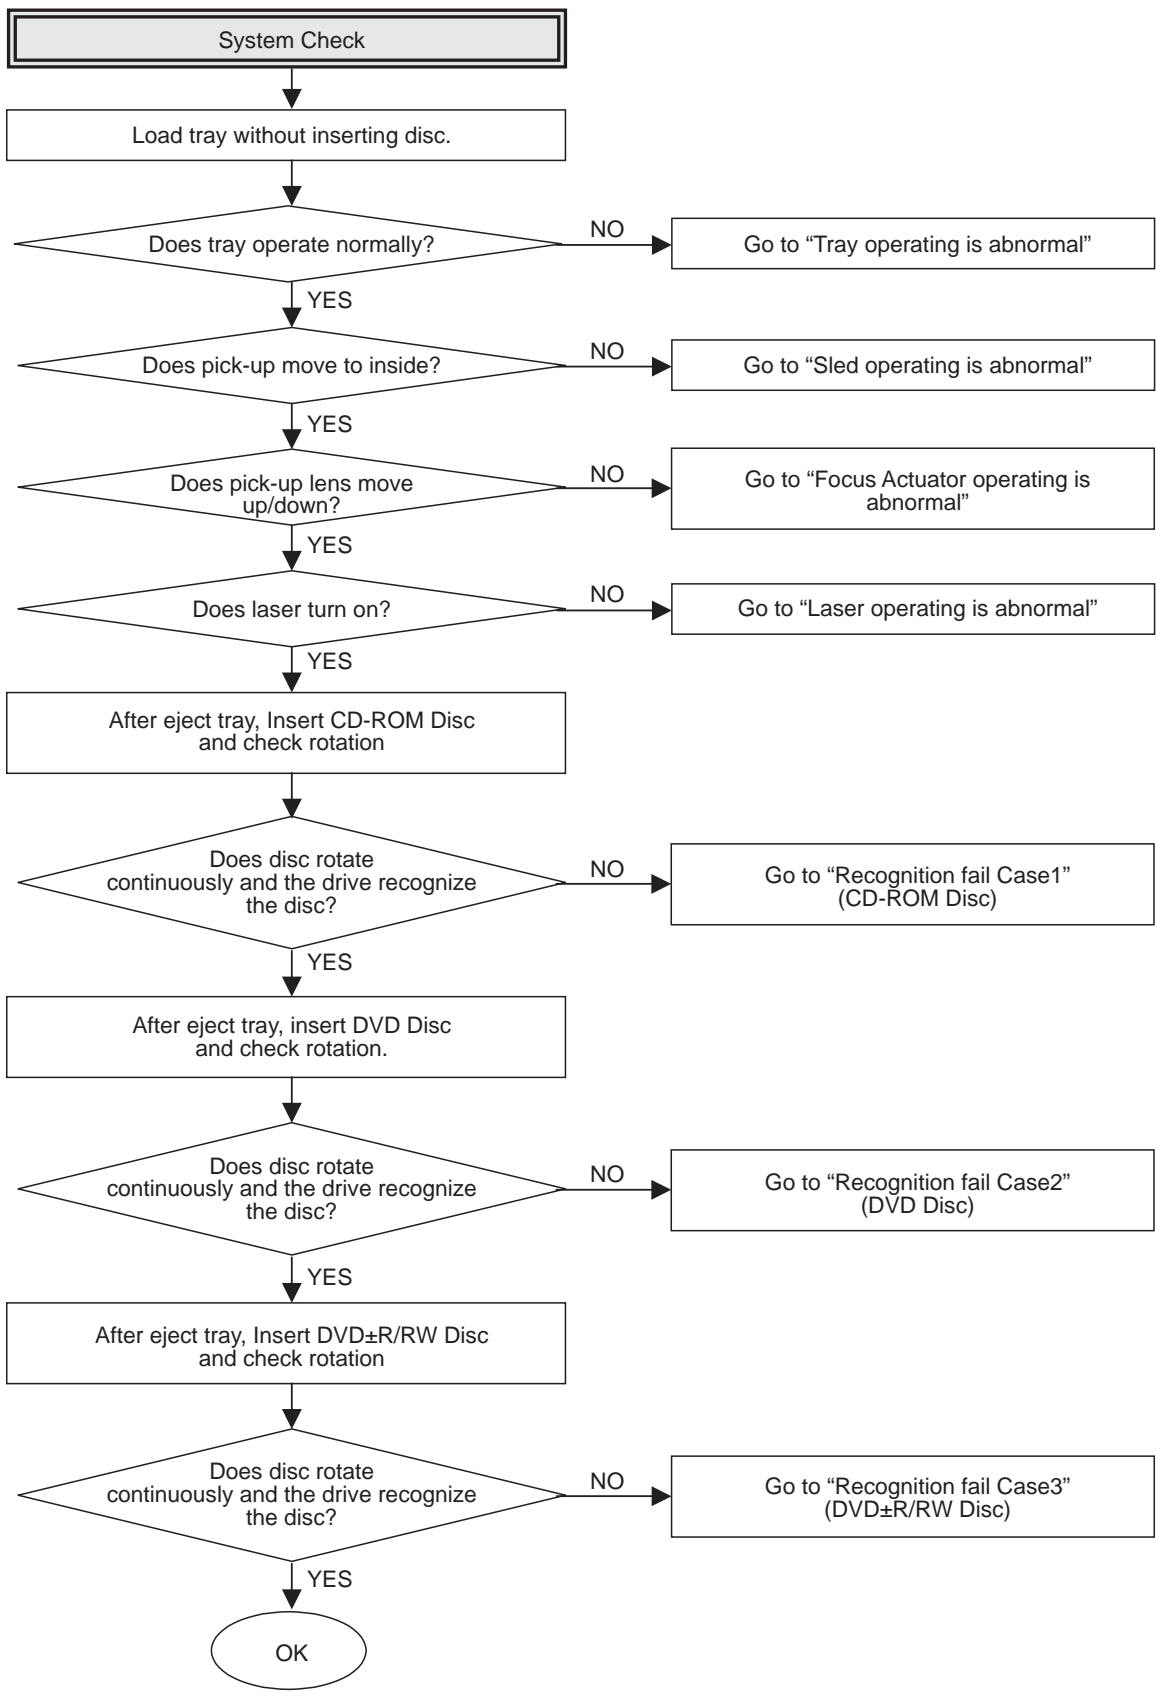 System Check
Load tray without inserting disc.
Does tray operate normally?
NO
Go to “Tray operating is abnormal”
YES
Does pick-up move to inside?
NO
Go to “Sled operating is abnormal”
YES
Does pick-up lens move
up/down?
NO
Go to “Focus Actuator operating is
abnormal”
YES
Does laser turn on?
NO
Go to “Laser operating is abnormal”
YES
After eject tray, Insert CD-ROM Disc
and check rotation
Does disc rotate
continuously and the drive recognize
the disc?
NO
Go to “Recognition fail Case1”
(CD-ROM Disc)
YES
After eject tray, insert DVD Disc
and check rotation.
Does disc rotate
continuously and the drive recognize
the disc?
NO
Go to “Recognition fail Case2”
(DVD Disc)
YES
After eject tray, Insert DVD±R/RW Disc
and check rotation
Does disc rotate
continuously and the drive recognize
the disc?
NO
Go to “Recognition fail Case3”
(DVD±R/RW Disc)
YES
OK